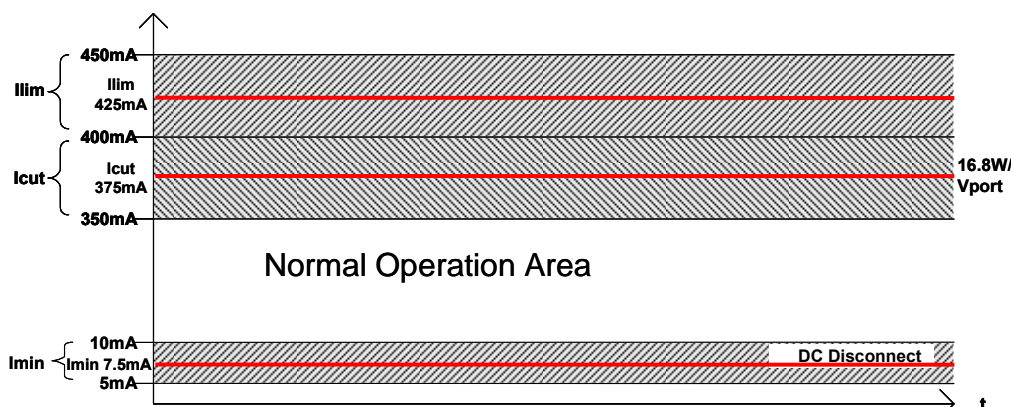 450mA
Ilim
Ilim
425mA
400mA
Icut
Icut
375mA
16.8W/
Vport
350mA
Normal Operation Area
10mA
Imin
Imin 7.5mA
DC Disconnect
5mA
t